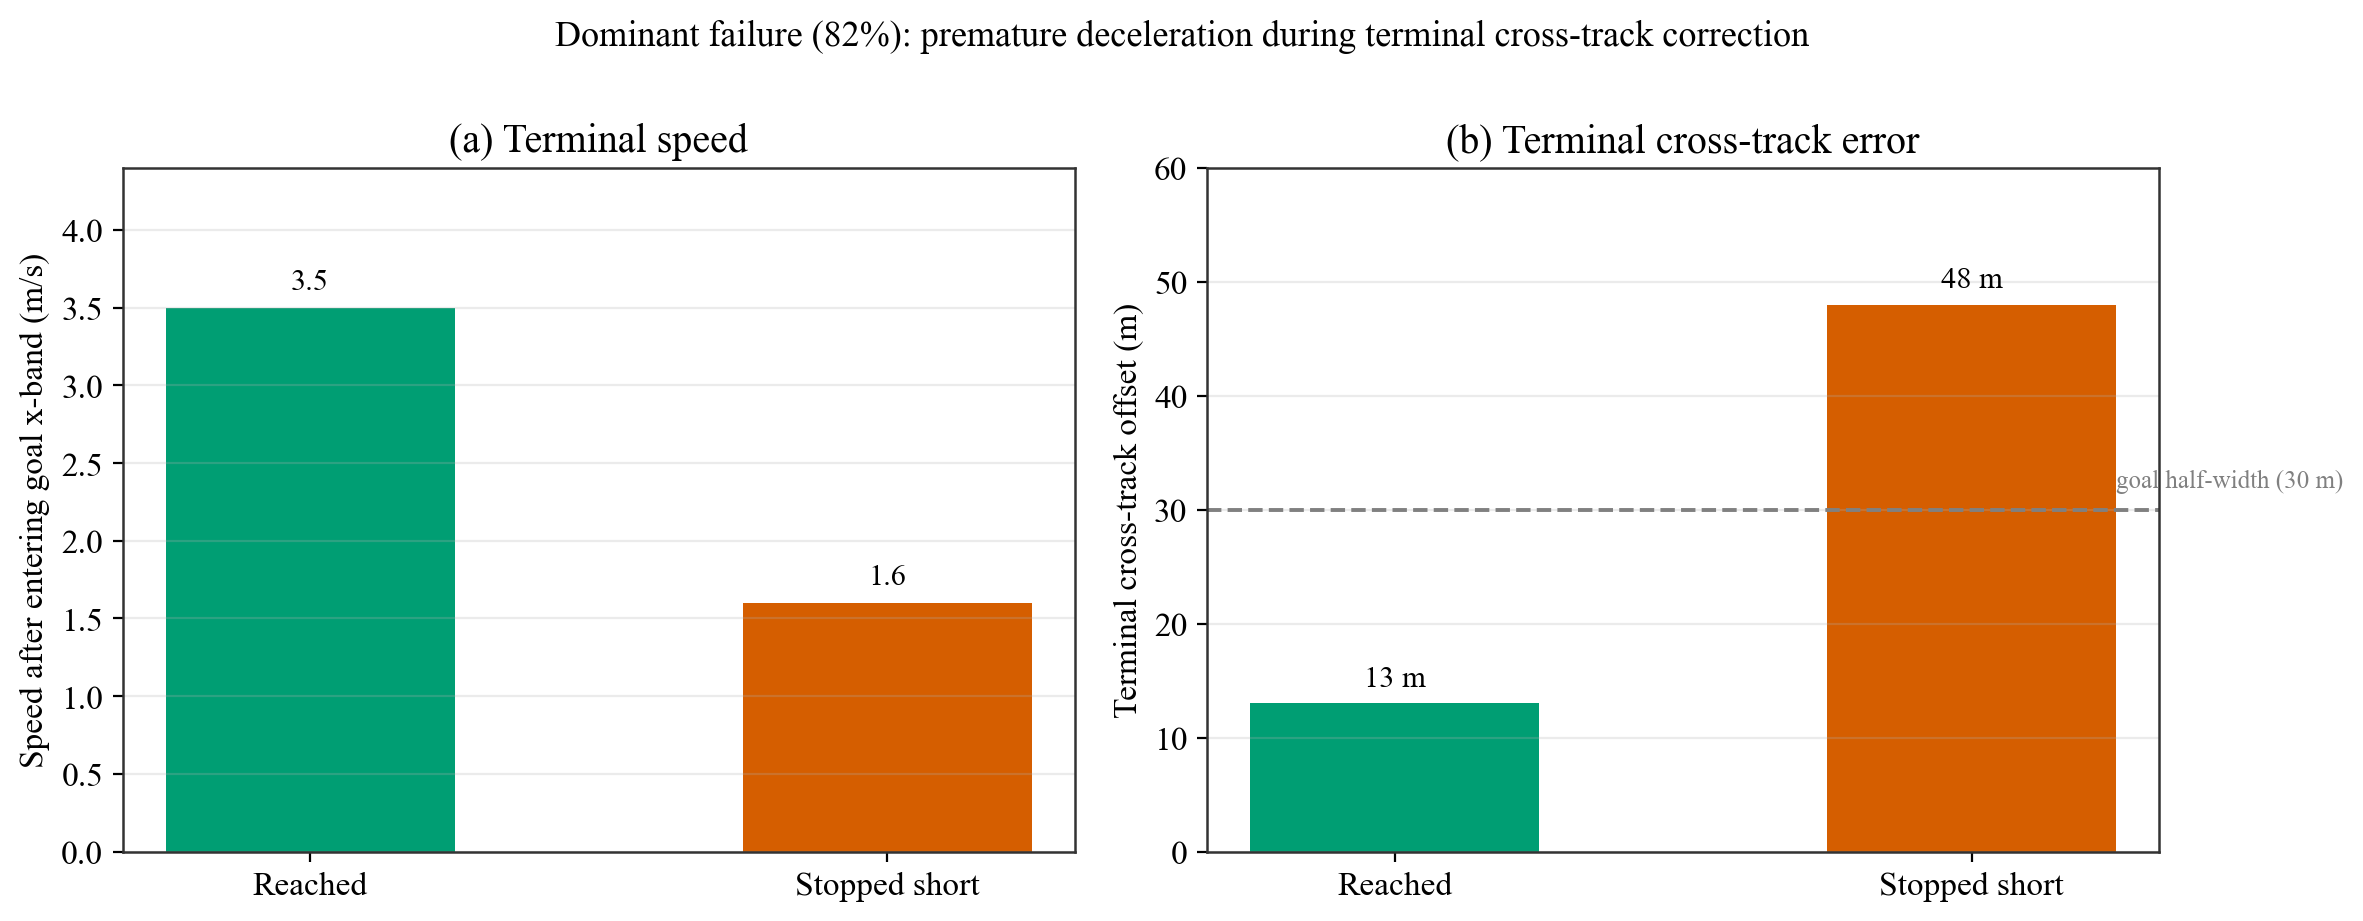 Dominant failure (82%): premature deceleration during terminal cross-track correction
(a) Terminal speed
Speed after entering goal x-band (m/s)
4.0
3.5
3.0
2.5
2.0
1.5
1.0
0.5
0.0
3.5
1.6
Reached
Stopped short
(b) Terminal cross-track error
Terminal cross-track offset (m)
60
50
40
30
20
10
0
48 m
goal half-width (30 m)
13 m
Reached
Stopped short